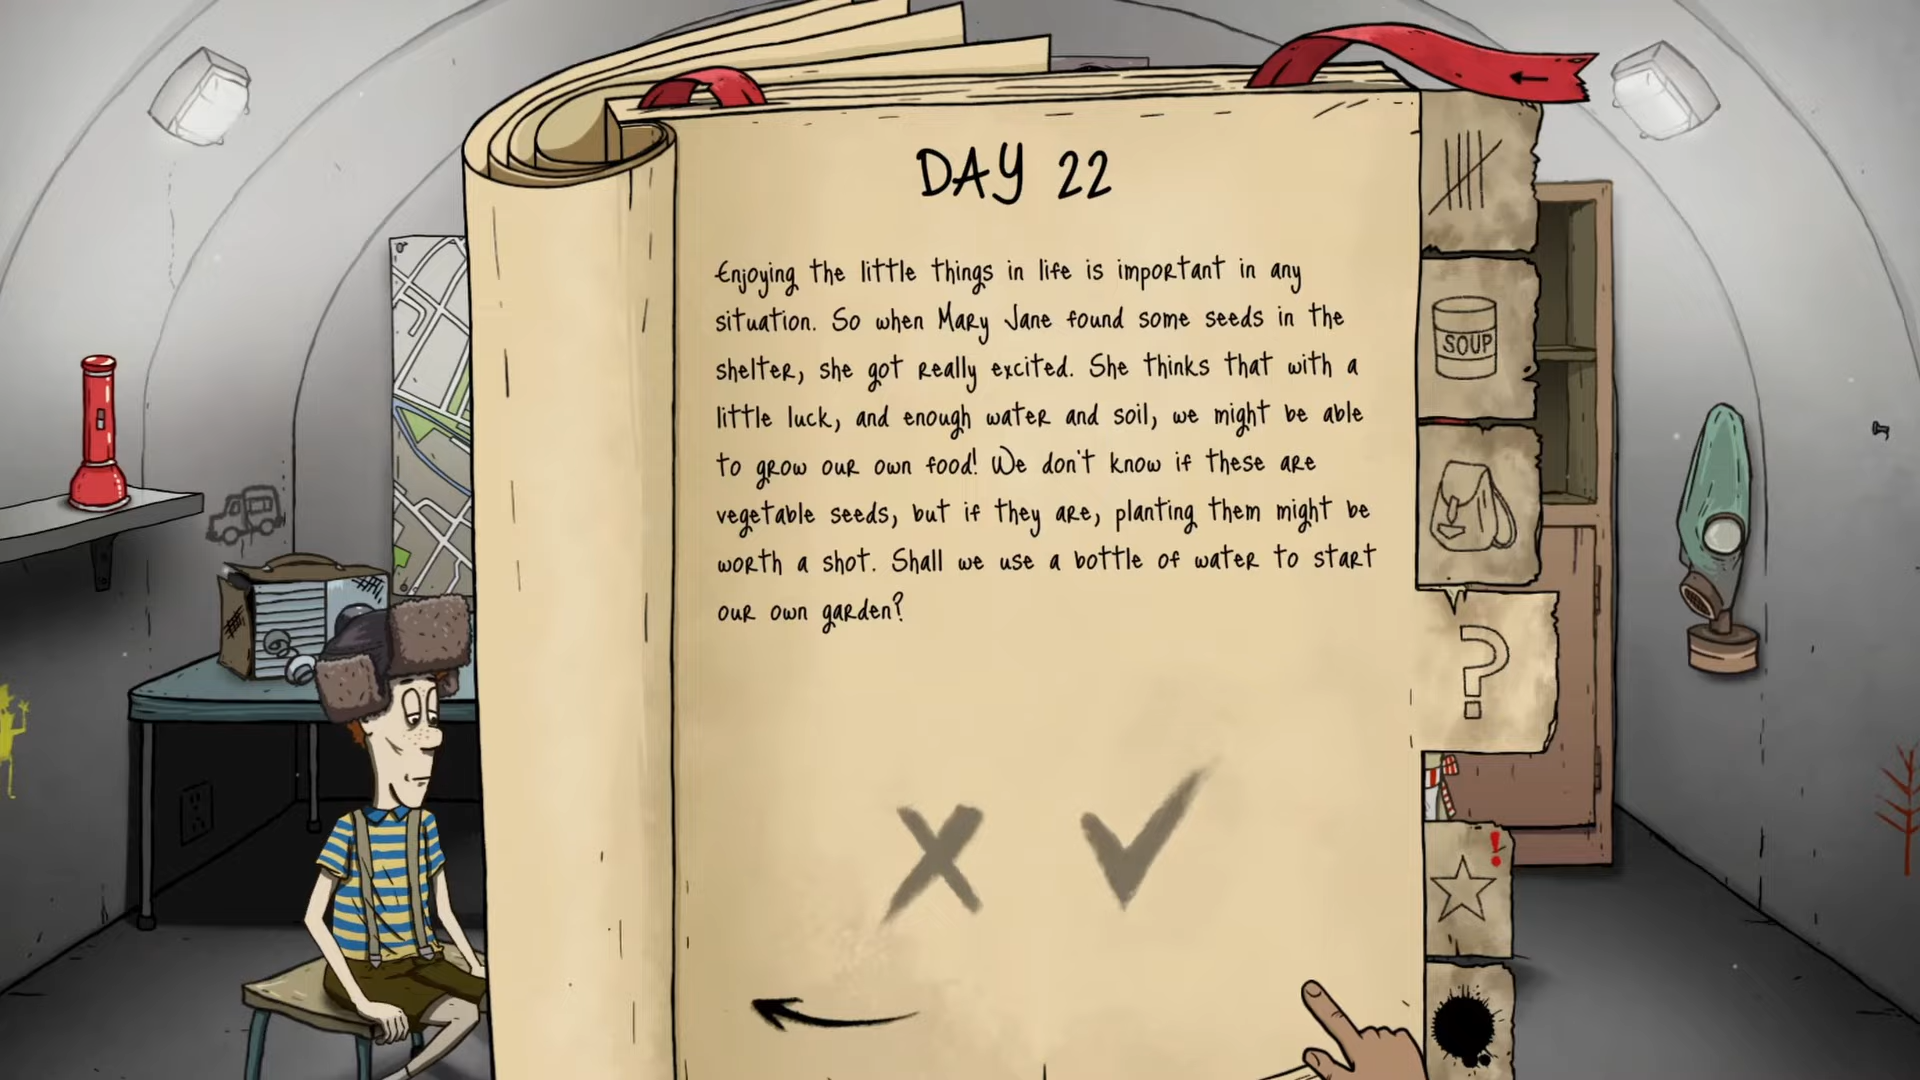 DAY 22
Enjoying the little things in life is important in any
situation. So when Mary Jane found some seeds in the
shelter, she got really excited. She thinks that with a
little luck, and enough water and soil, we might be able
to grow our own food! We don't know if these are
vegetable seeds, but if they are, planting them might be
worth a shot. Shall we use a bottle of water to start
our own garden?
SOUP
?
!